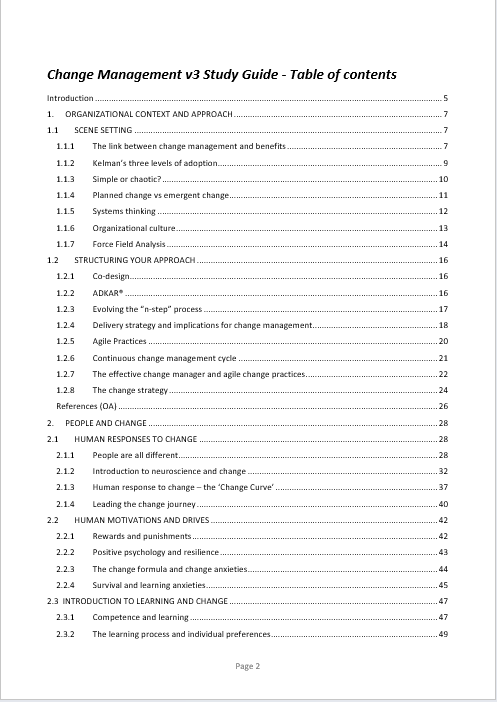 Change Management v3 Study Guide - Table of contents
Introduction ........ 5
1. ORGANIZATIONAL CONTEXT AND APPROACH ........ 7
1.1 SCENE SETTING ........ 7
1.1.1 The link between change management and benefits ........ 7
1.1.2 Kelman's three levels of adoption ........ 9
1.1.3 Simple or chaotic? ........ 10
1.1.4 Planned change vs emergent change ........ 11
1.1.5 Systems thinking ........ 12
1.1.6 Organizational culture ........ 13
1.1.7 Force Field Analysis ........ 14
1.2 STRUCTURING YOUR APPROACH ........ 16
1.2.1 Co-design ........ 16
1.2.2 ADKAR® ........ 16
1.2.3 Evolving the "n-step" process ........ 17
1.2.4 Delivery strategy and implications for change management ........ 18
1.2.5 Agile Practices ........ 20
1.2.6 Continuous change management cycle ........ 21
1.2.7 The effective change manager and agile change practices ........ 22
1.2.8 The change strategy ........ 24
References (OA) ........ 26
2. PEOPLE AND CHANGE ........ 28
2.1 HUMAN RESPONSES TO CHANGE ........ 28
2.1.1 People are all different ........ 28
2.1.2 Introduction to neuroscience and change ........ 32
2.1.3 Human response to change – the 'Change Curve' ........ 37
2.1.4 Leading the change journey ........ 40
2.2 HUMAN MOTIVATIONS AND DRIVES ........ 42
2.2.1 Rewards and punishments ........ 42
2.2.2 Positive psychology and resilience ........ 43
2.2.3 The change formula and change anxieties ........ 44
2.2.4 Survival and learning anxieties ........ 45
2.3 INTRODUCTION TO LEARNING AND CHANGE ........ 47
2.3.1 Competence and learning ........ 47
2.3.2 The learning process and individual preferences ........ 49
Page 2